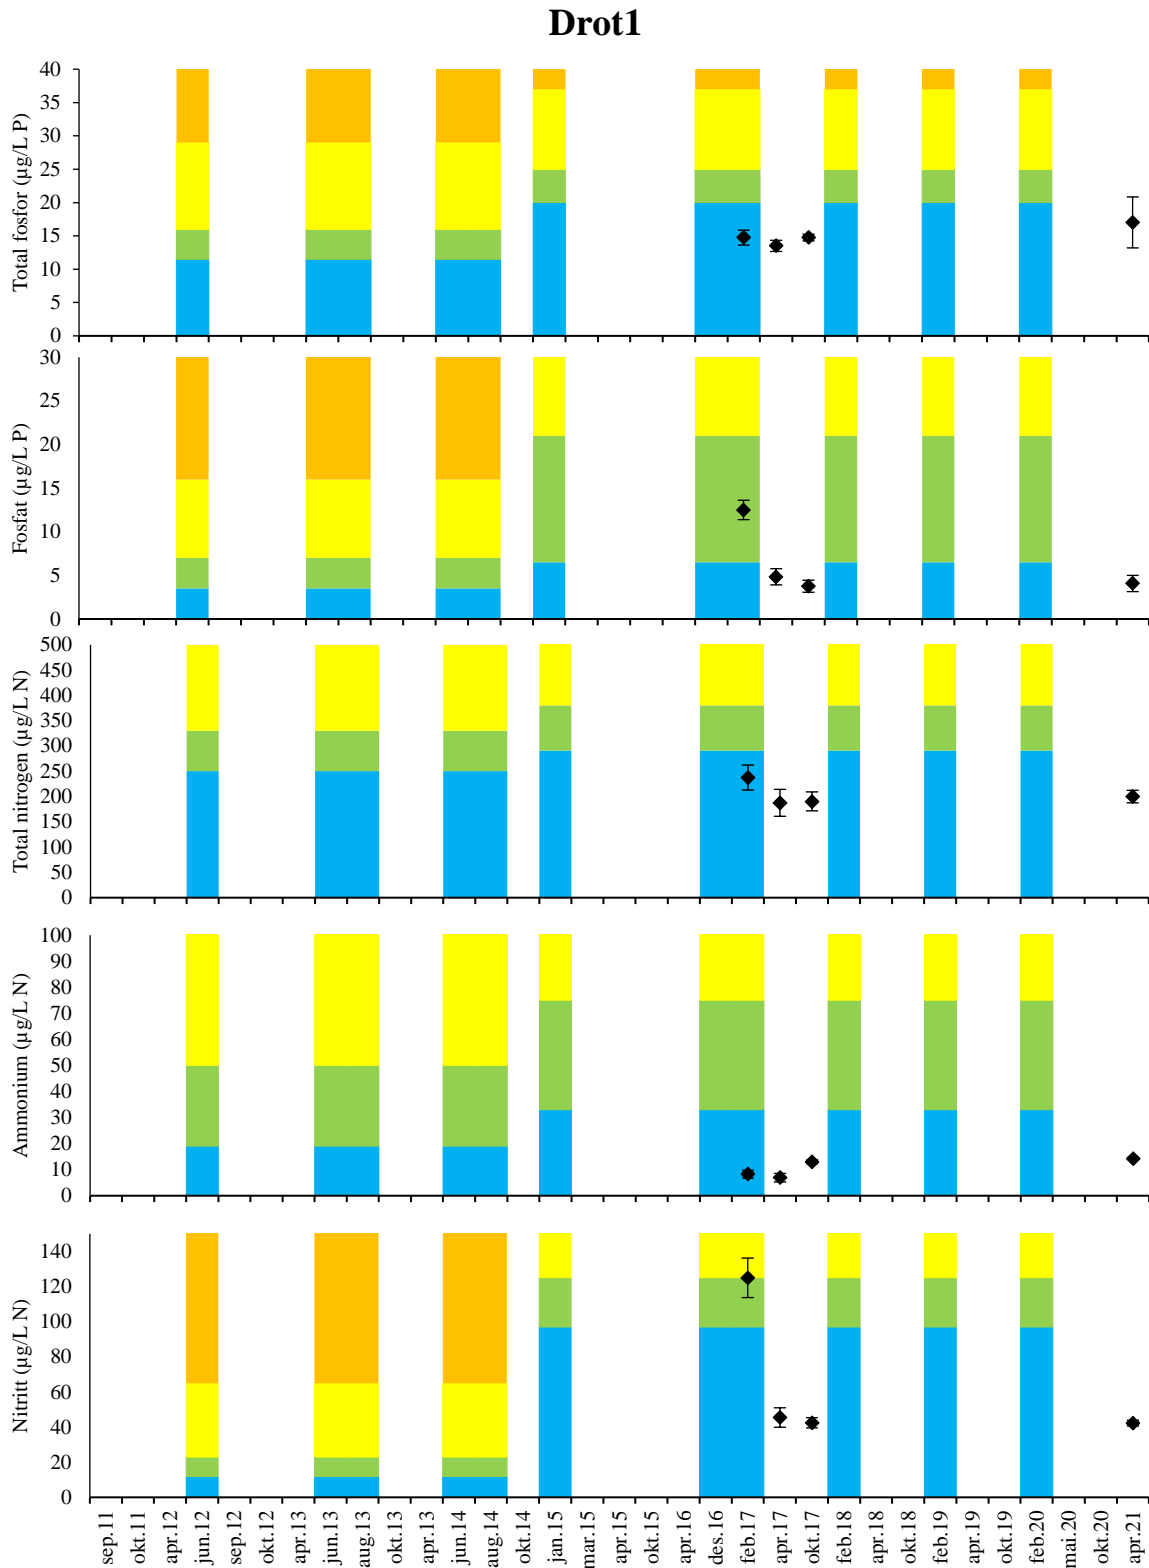 Drot1
Total fosfor (µg/L P)
40
35
30
25
20
15
10
5
0
Fosfat (µg/L P)
30
25
20
15
10
5
0
Total nitrogen (µg/L N)
500
450
400
350
300
250
200
150
100
50
0
Ammonium (µg/L N)
100
90
80
70
60
50
40
30
20
10
0
Nitritt (µg/L N)
140
120
100
80
60
40
20
0
sep.11
okt.11
apr.12
jun.12
sep.12
okt.12
apr.13
jun.13
aug.13
okt.13
apr.13
jun.14
aug.14
okt.14
jan.15
mar.15
apr.15
okt.15
apr.16
des.16
feb.17
apr.17
okt.17
feb.18
apr.18
okt.18
feb.19
apr.19
okt.19
feb.20
mai.20
okt.20
apr.21